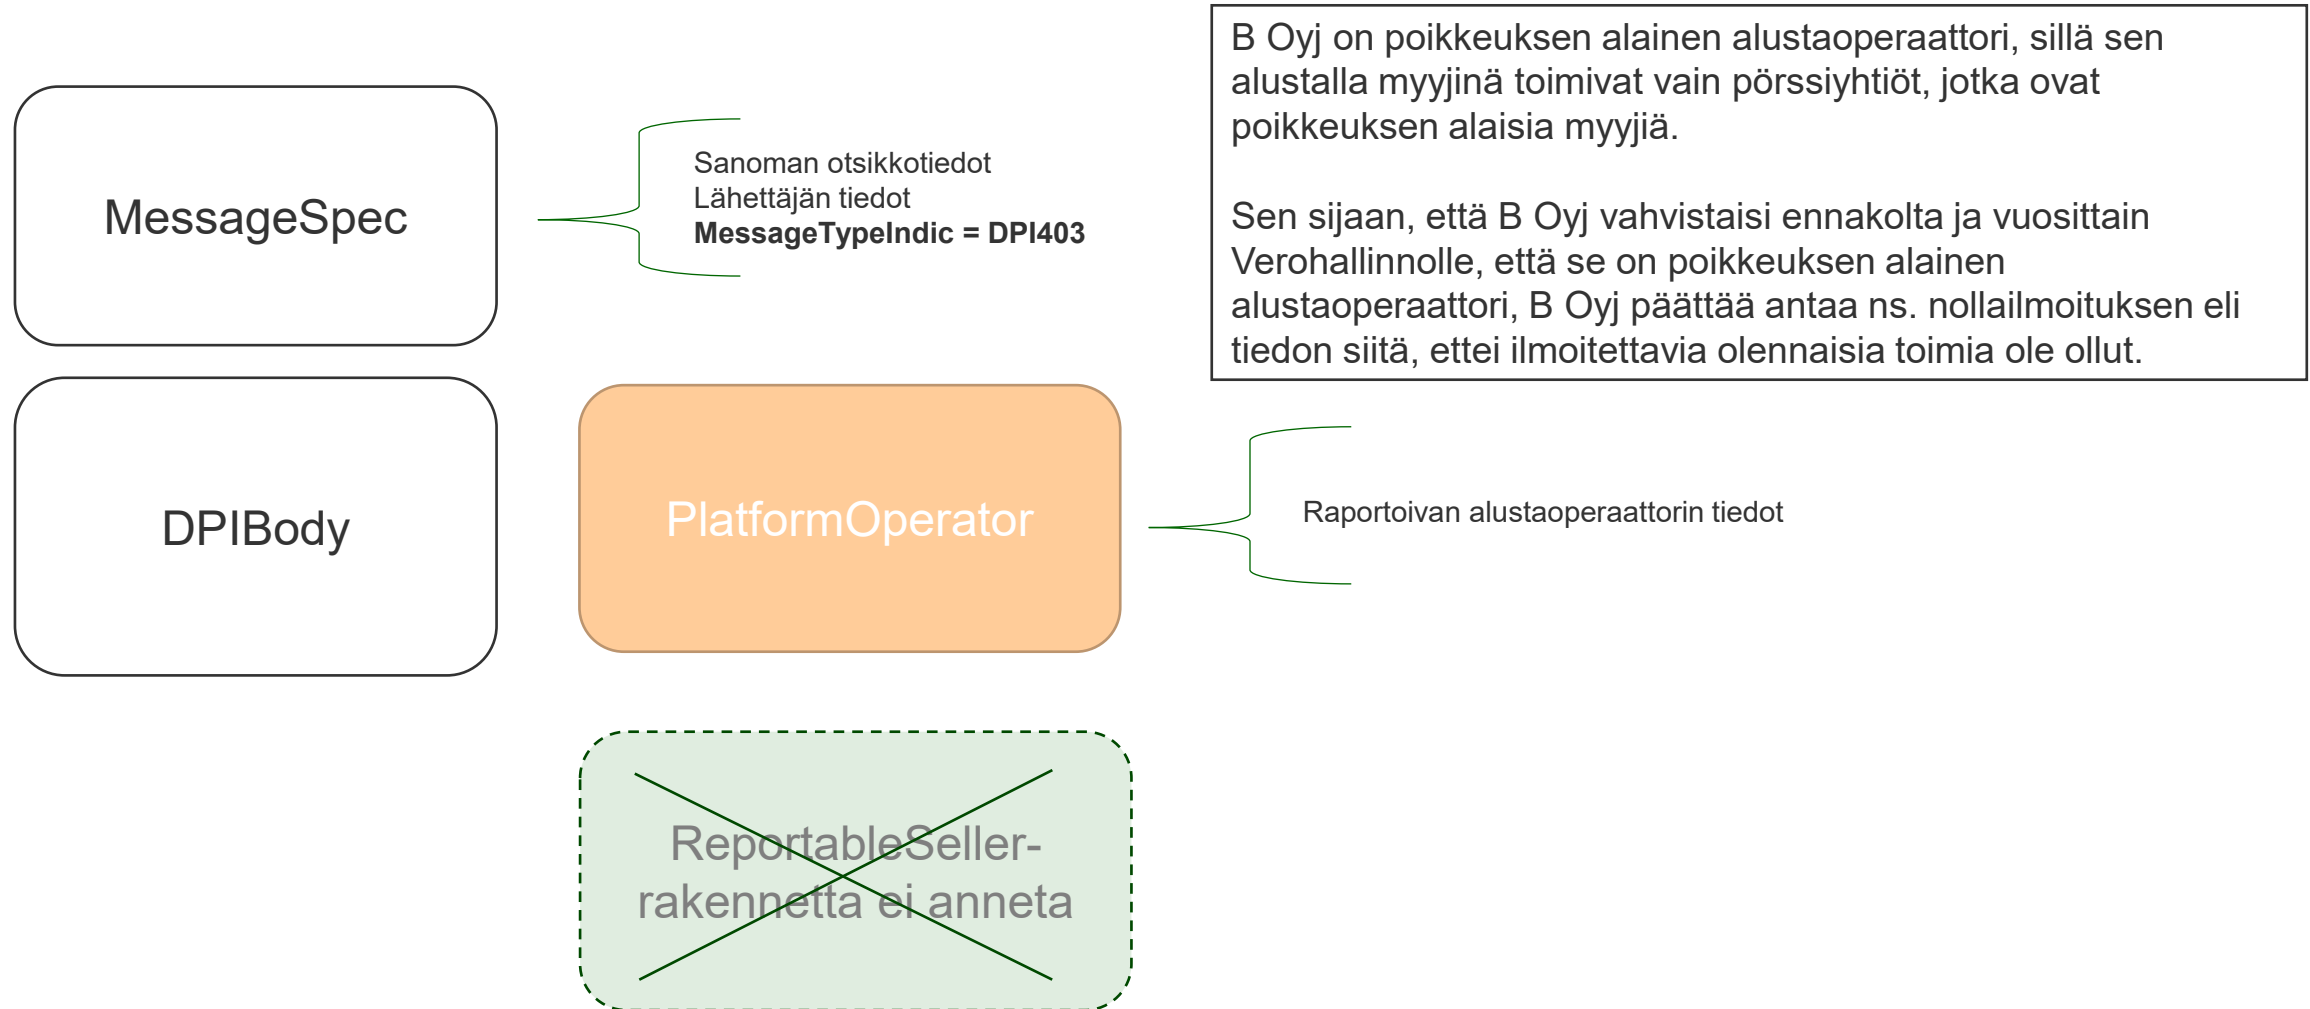 B Oyj on poikkeuksen alainen alustaoperaattori, sillä sen
alustalla myyjinä toimivat vain pörssiyhtiöt, jotka ovat
poikkeuksen alaisia myyjiä.
Sen sijaan, että B Oyj vahvistaisi ennakolta ja vuosittain
Verohallinnolle, että se on poikkeuksen alainen
alustaoperaattori, B Oyj päättää antaa ns. nollailmoituksen eli
tiedon siitä, ettei ilmoitettavia olennaisia toimia ole ollut.
MessageSpec
Sanoman otsikkotiedot
Lähettäjän tiedot
MessageTypeIndic = DPI403
DPIBody
PlatformOperator
Raportoivan alustaoperaattorin tiedot
ReportableSeller-
rakennetta ei anneta